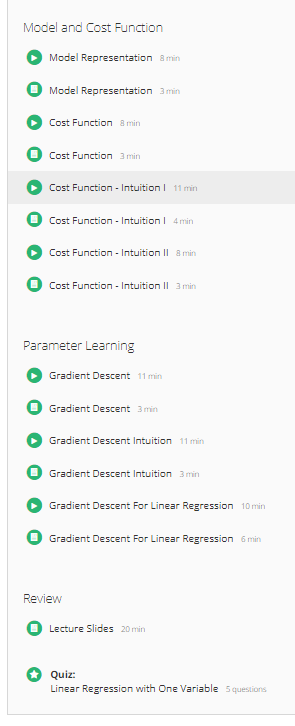 Model and Cost Function
Model Representation 8 min
Model Representation 3 min
Cost Function 8 min
Cost Function 3 min
Cost Function - Intuition I 11 min
Cost Function - Intuition I 4 min
Cost Function - Intuition II 8 min
Cost Function - Intuition II 3 min
Parameter Learning
Gradient Descent 11 min
Gradient Descent 3 min
Gradient Descent Intuition 11 min
Gradient Descent Intuition 3 min
Gradient Descent For Linear Regression 10 min
Gradient Descent For Linear Regression 6 min
Review
Lecture Slides 20 min
Quiz:
Linear Regression with One Variable 5 questions